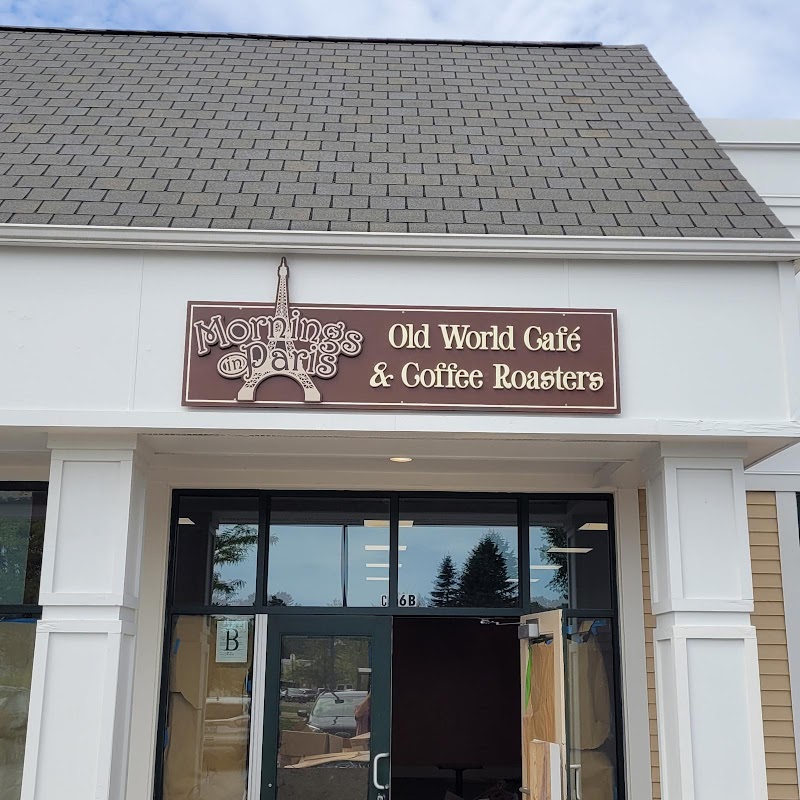 Mornings
in Paris
Old World Café
& Coffee Roasters
B